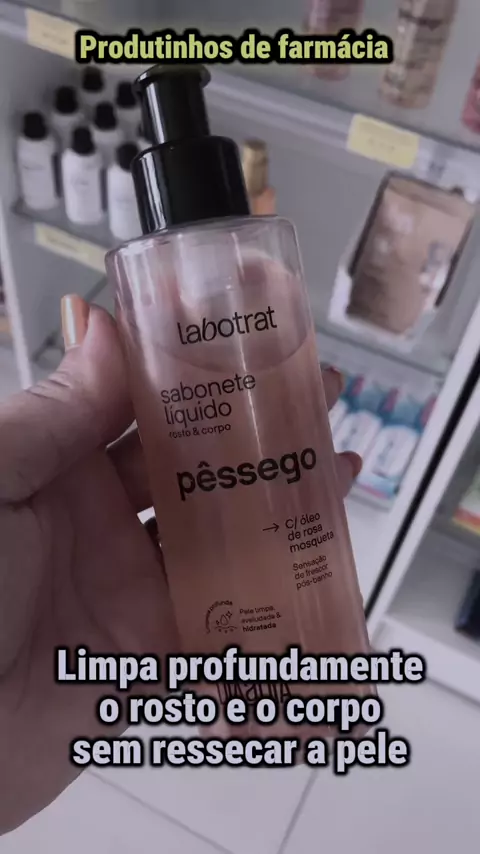 Produtinhos de farmácia
labotrat
sabonete
líquido
rosto & corpo
pêssego
→ C/ óleo
de rosa
mosqueta
Sensação
de frescor
pós-banho
Pele limpa,
aveludada &
hidratada
Limpa profundamente
o rosto e o corpo
sem ressecar a pele